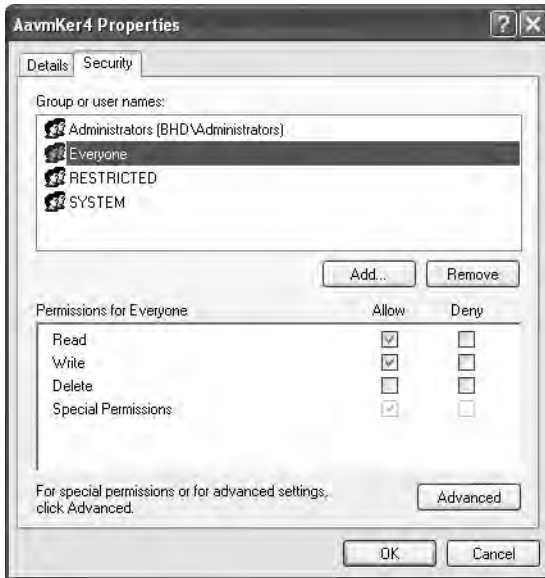 AavmKer4 Properties
Details Security
Group or user names:
Administrators (BHD\Administrators)
Everyone
RESTRICTED
SYSTEM
Add... Remove
Permissions for Everyone Allow Deny
Read
Write
Delete
Special Permissions
For special permissions or for advanced settings,
click Advanced.
Advanced
OK Cancel